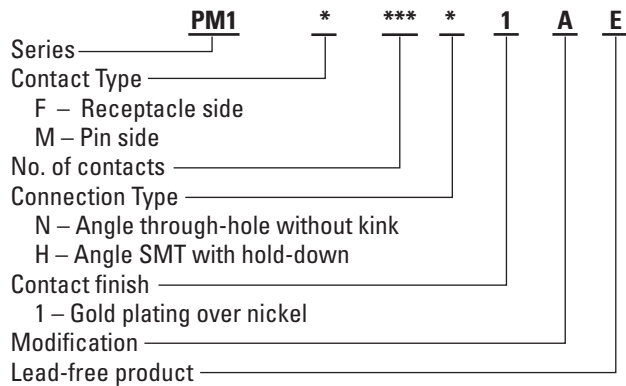 PM1 * *** * 1 A E
Series
Contact Type
F – Receptacle side
M – Pin side
No. of contacts
Connection Type
N – Angle through-hole without kink
H – Angle SMT with hold-down
Contact finish
1 – Gold plating over nickel
Modification
Lead-free product